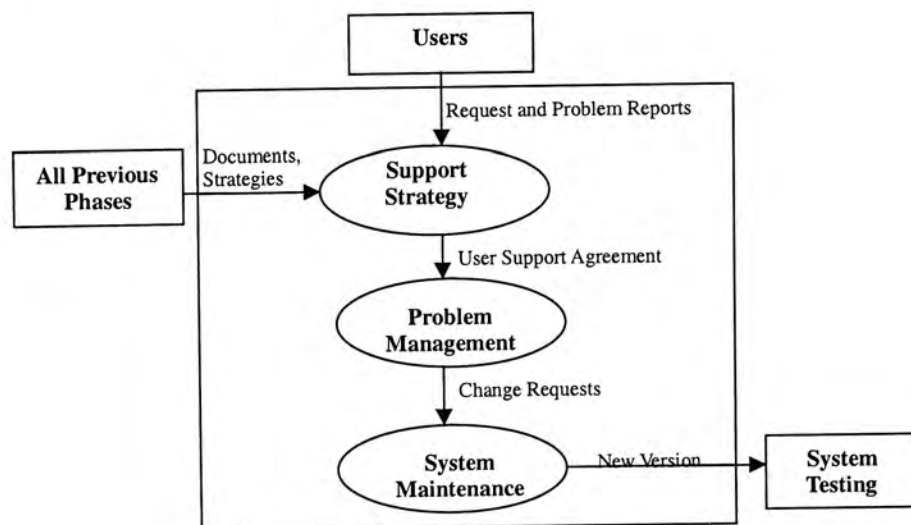 Users
Request and Problem Reports
Documents,
Strategies
All Previous
Phases
Support
Strategy
User Support Agreement
Problem
Management
Change Requests
System
Maintenance
New Version
System
Testing